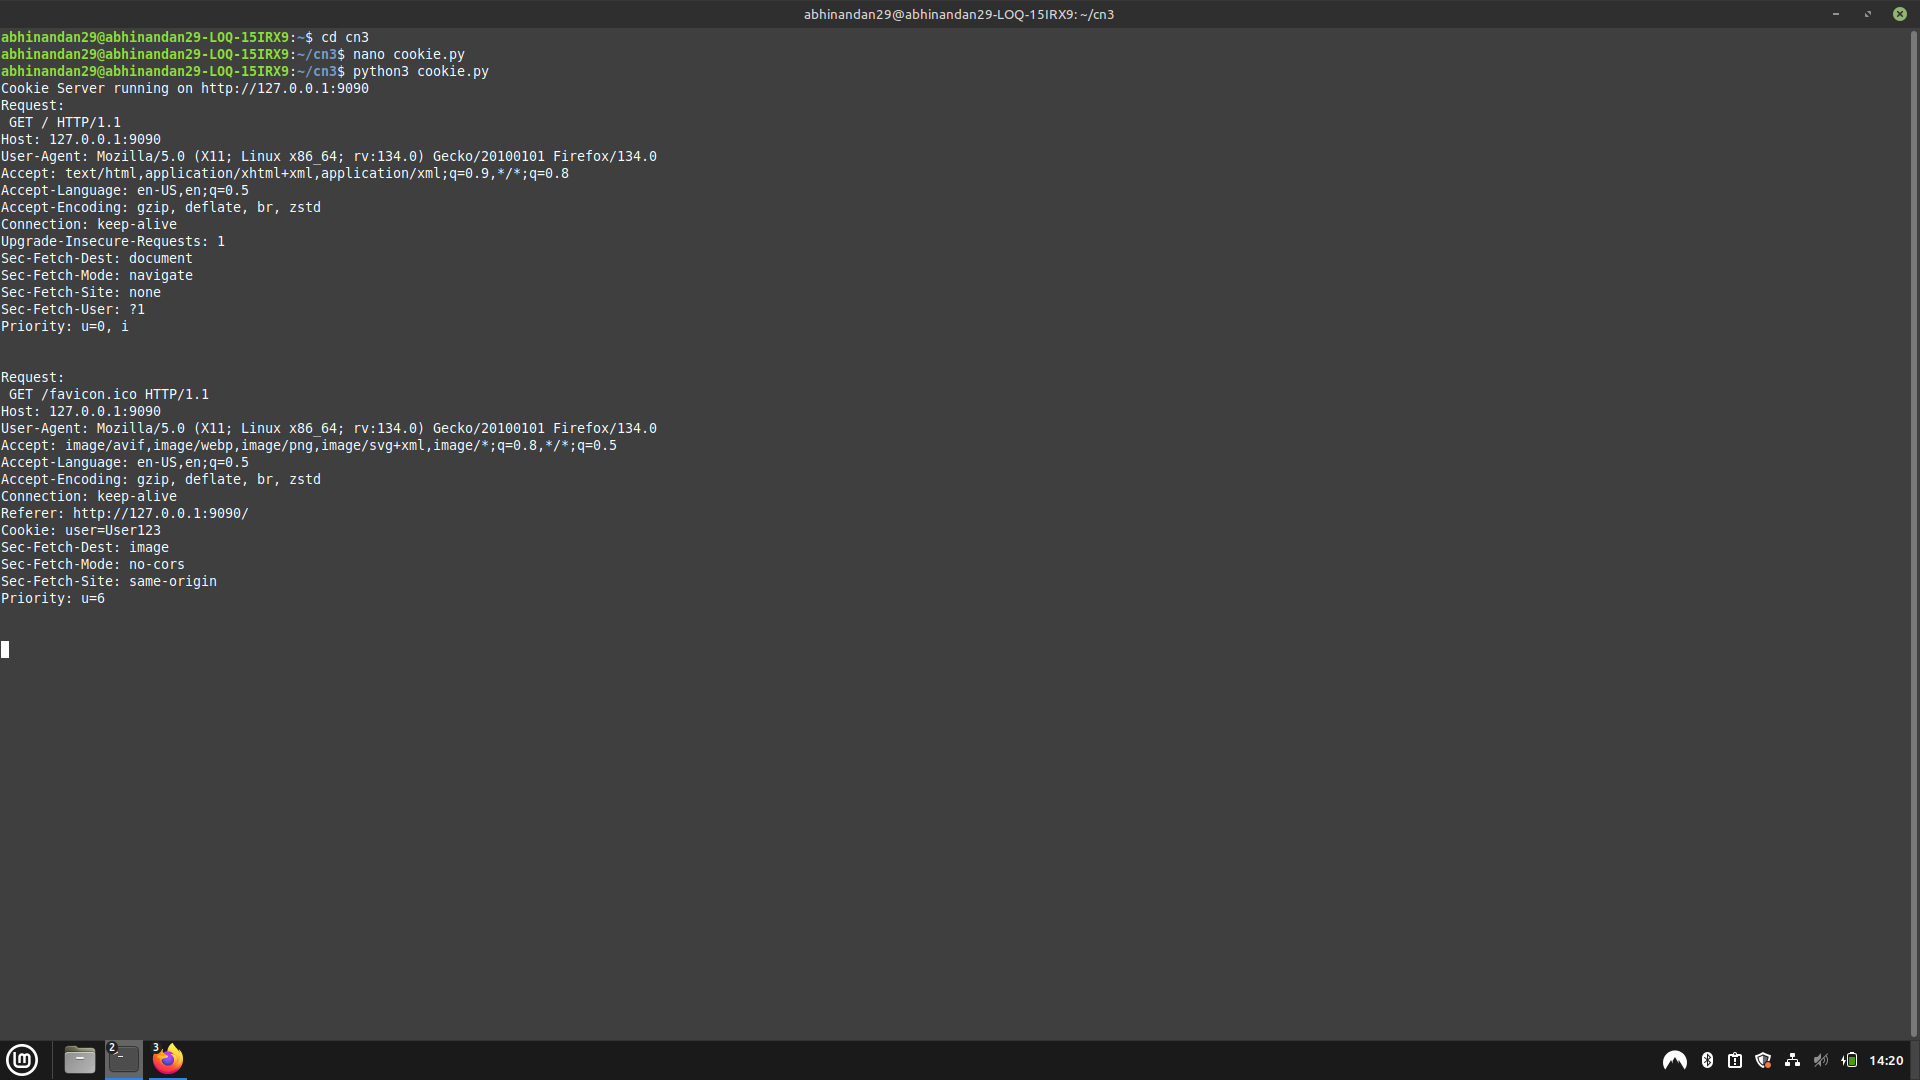 abhinandan29@abhinandan29-LOQ-15IRX9: ~/cn3
abhinandan29@abhinandan29-LOQ-15IRX9:~$ cd cn3
abhinandan29@abhinandan29-LOQ-15IRX9:~/cn3$ nano cookie.py
abhinandan29@abhinandan29-LOQ-15IRX9:~/cn3$ python3 cookie.py
Cookie Server running on http://127.0.0.1:9090
Request:
 GET / HTTP/1.1
Host: 127.0.0.1:9090
User-Agent: Mozilla/5.0 (X11; Linux x86_64; rv:134.0) Gecko/20100101 Firefox/134.0
Accept: text/html,application/xhtml+xml,application/xml;q=0.9,*/*;q=0.8
Accept-Language: en-US,en;q=0.5
Accept-Encoding: gzip, deflate, br, zstd
Connection: keep-alive
Upgrade-Insecure-Requests: 1
Sec-Fetch-Dest: document
Sec-Fetch-Mode: navigate
Sec-Fetch-Site: none
Sec-Fetch-User: ?1
Priority: u=0, i
Request:
 GET /favicon.ico HTTP/1.1
Host: 127.0.0.1:9090
User-Agent: Mozilla/5.0 (X11; Linux x86_64; rv:134.0) Gecko/20100101 Firefox/134.0
Accept: image/avif,image/webp,image/png,image/svg+xml,image/*;q=0.8,*/*;q=0.5
Accept-Language: en-US,en;q=0.5
Accept-Encoding: gzip, deflate, br, zstd
Connection: keep-alive
Referer: http://127.0.0.1:9090/
Cookie: user=User123
Sec-Fetch-Dest: image
Sec-Fetch-Mode: no-cors
Sec-Fetch-Site: same-origin
Priority: u=6
2
3
14:20